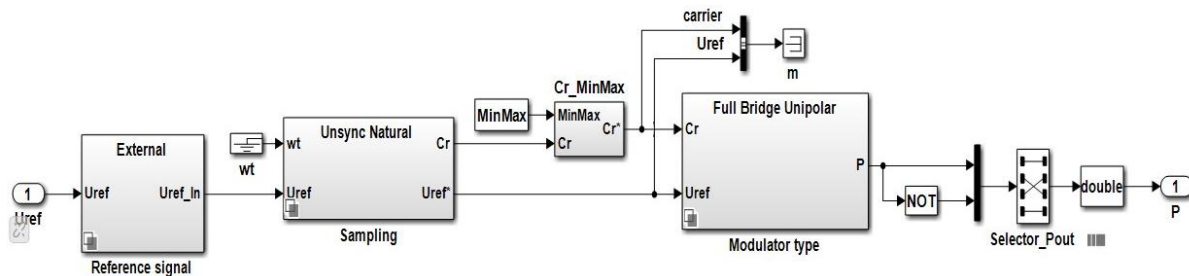 carrier
Uref
m
Cr_MinMax
MinMax
MinMax
Cr*
Cr
External
Uref
Uref_In
Reference signal
1
Uref
wt
Unsync Natural
wt
Cr
Uref
Uref*
Sampling
Full Bridge Unipolar
Cr
P
Uref
Modulator type
NOT
Selector_Pout
double
1
P